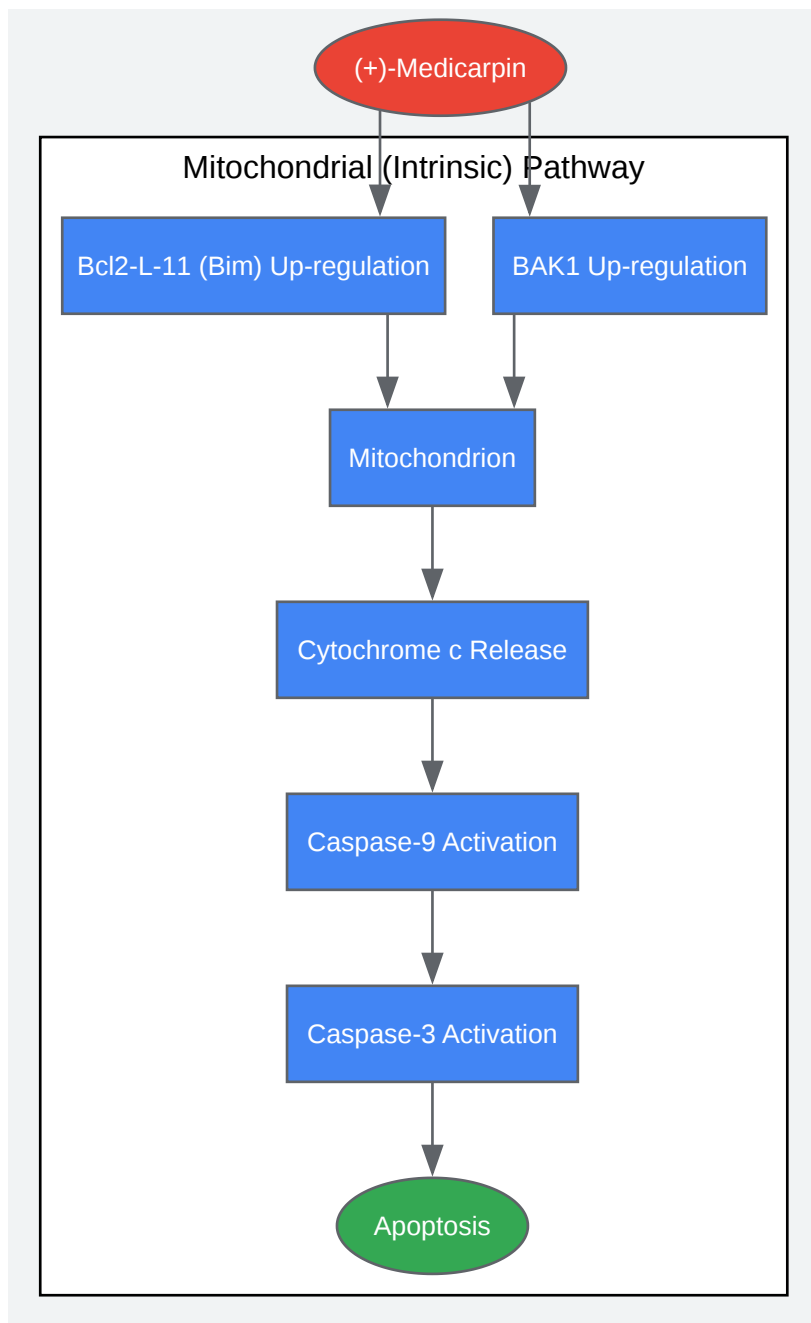 (+)-Medicarpin
Mitochondrial (Intrinsic) Pathway
Bcl2-L-11 (Bim) Up-regulation
BAK1 Up-regulation
Mitochondrion
Cytochrome c Release
Caspase-9 Activation
Caspase-3 Activation
Apoptosis